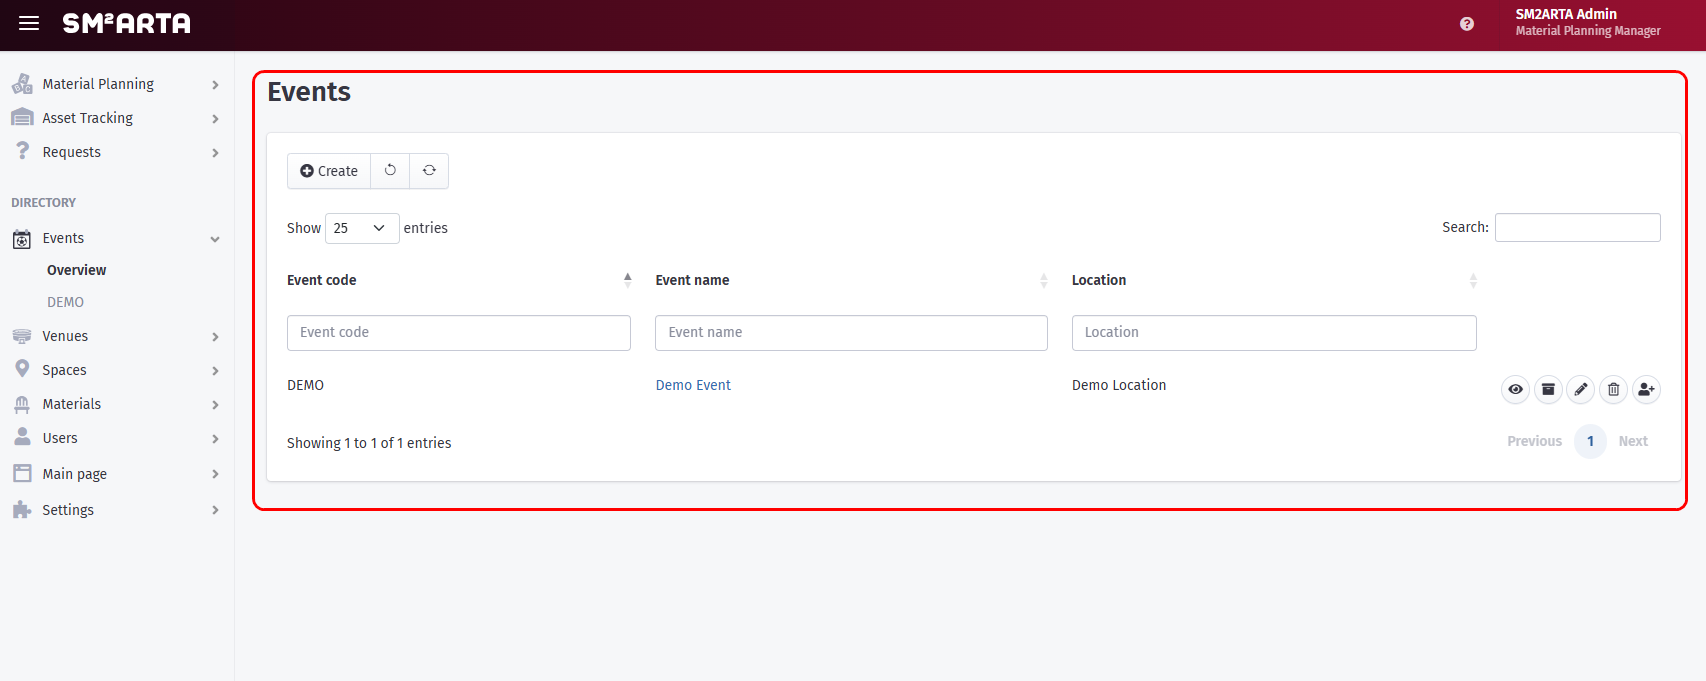 SM²ARTA
SM2ARTA Admin
Material Planning Manager
Material Planning
Asset Tracking
Requests
DIRECTORY
Events
Overview
DEMO
Venues
Spaces
Materials
Users
Main page
Settings
Events
Create
Show 25 entries
Search:
Event code Event name Location
Event code Event name Location
DEMO Demo Event Demo Location
Showing 1 to 1 of 1 entries
Previous 1 Next